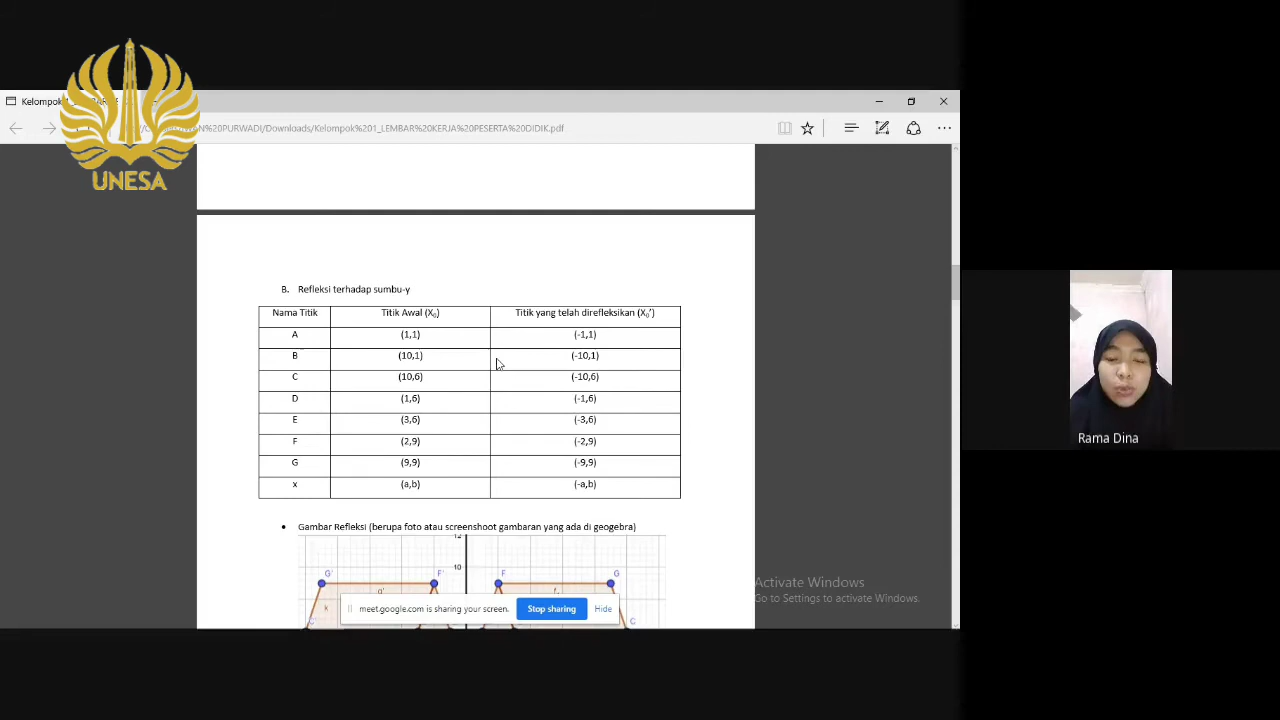 UNESA
B. Refleksi terhadap sumbu-y
Nama Titik Titik Awal (X₀) Titik yang telah direfleksikan (X₀')
A (1,1) (-1,1)
B (10,1) (-10,1)
C (10,6) (-10,6)
D (1,6) (-1,6)
E (3,6) (-3,6)
F (2,9) (-2,9)
G (9,9) (-9,9)
x (a,b) (-a,b)
• Gambar Refleksi (berupa foto atau screenshoot gambaran yang ada di geogebra)
12
10
G' F' F G
g'
k
C
meet.google.com is sharing your screen. Stop sharing Hide
Activate Windows
Go to Settings to activate Windows.
Rama Dina